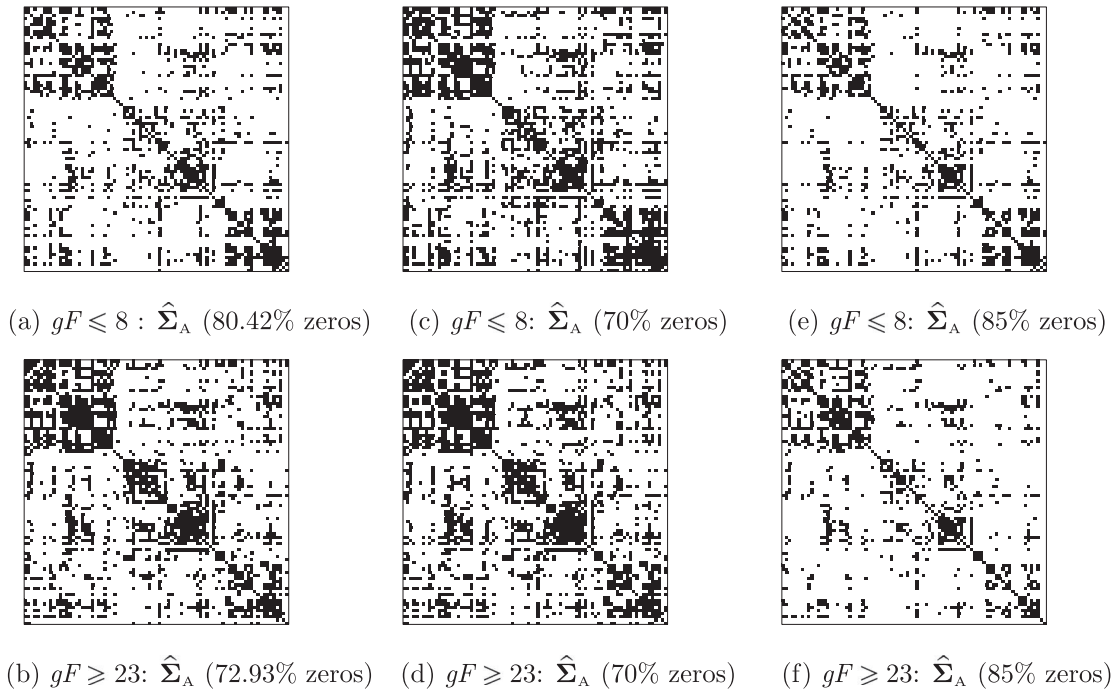 (a) gF ⩽ 8 : Σ̂_A (80.42% zeros)
(c) gF ⩽ 8: Σ̂_A (70% zeros)
(e) gF ⩽ 8: Σ̂_A (85% zeros)
(b) gF ⩾ 23: Σ̂_A (72.93% zeros)
(d) gF ⩾ 23: Σ̂_A (70% zeros)
(f) gF ⩾ 23: Σ̂_A (85% zeros)